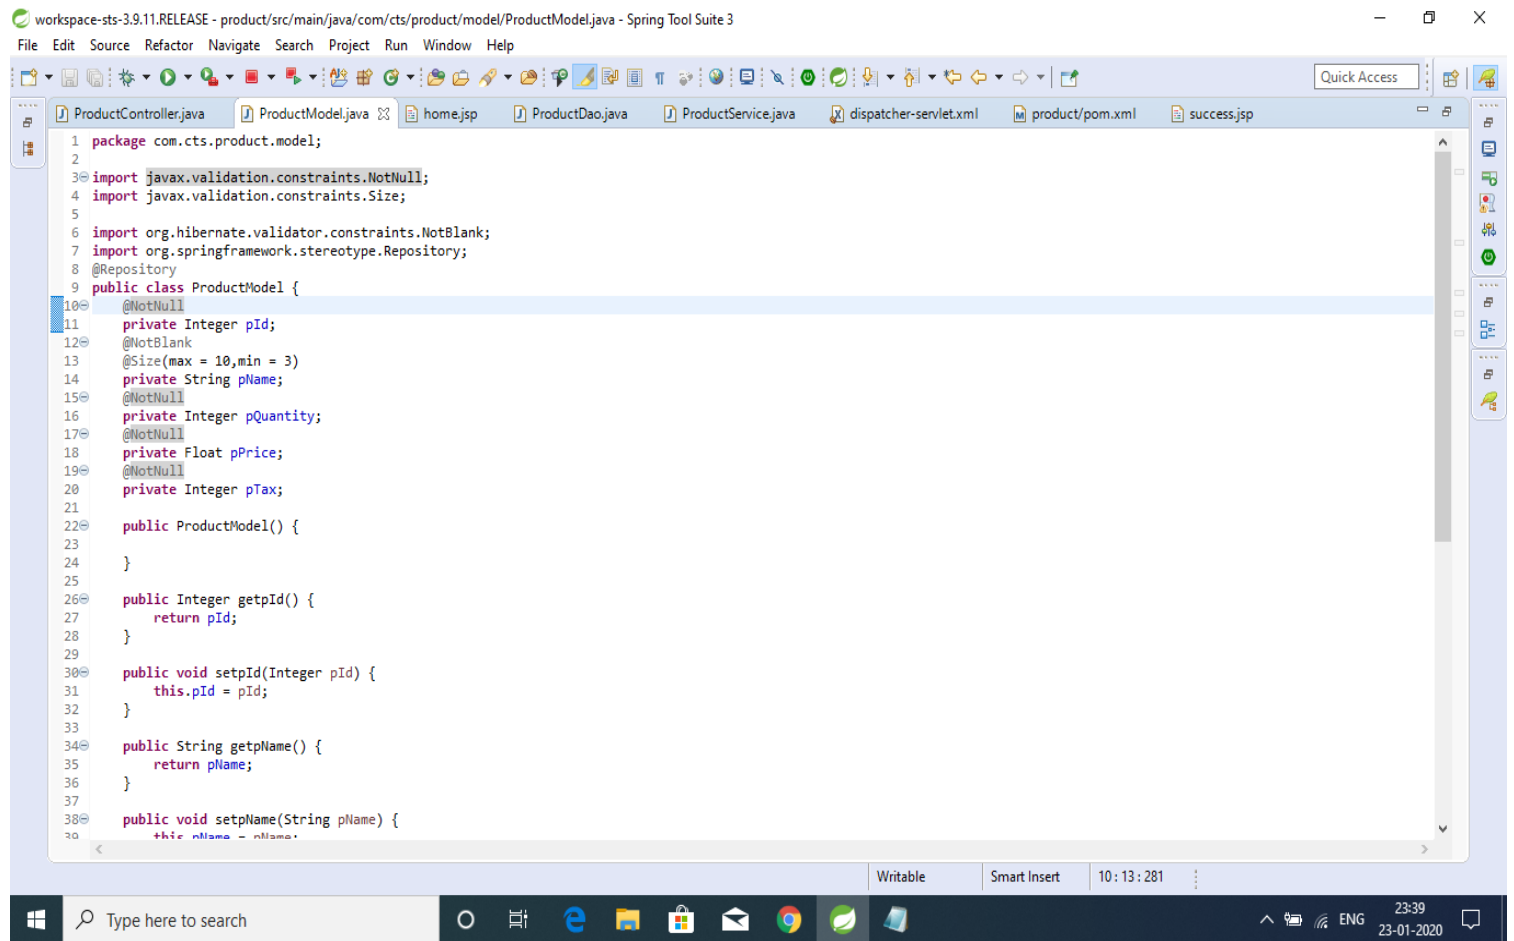 workspace-sts-3.9.11.RELEASE - product/src/main/java/com/cts/product/model/ProductModel.java - Spring Tool Suite 3
File Edit Source Refactor Navigate Search Project Run Window Help
Quick Access
ProductController.java ProductModel.java home.jsp ProductDao.java ProductService.java dispatcher-servlet.xml product/pom.xml success.jsp
1 package com.cts.product.model;
2
3 import javax.validation.constraints.NotNull;
4 import javax.validation.constraints.Size;
5
6 import org.hibernate.validator.constraints.NotBlank;
7 import org.springframework.stereotype.Repository;
8 @Repository
9 public class ProductModel {
10 @NotNull
11 private Integer pId;
12 @NotBlank
13 @Size(max = 10,min = 3)
14 private String pName;
15 @NotNull
16 private Integer pQuantity;
17 @NotNull
18 private Float pPrice;
19 @NotNull
20 private Integer pTax;
21
22 public ProductModel() {
23
24 }
25
26 public Integer getpId() {
27 return pId;
28 }
29
30 public void setpId(Integer pId) {
31 this.pId = pId;
32 }
33
34 public String getpName() {
35 return pName;
36 }
37
38 public void setpName(String pName) {
39 this.pName = pName;
Writable Smart Insert 10 : 13 : 281
Type here to search
ENG
23:39
23-01-2020